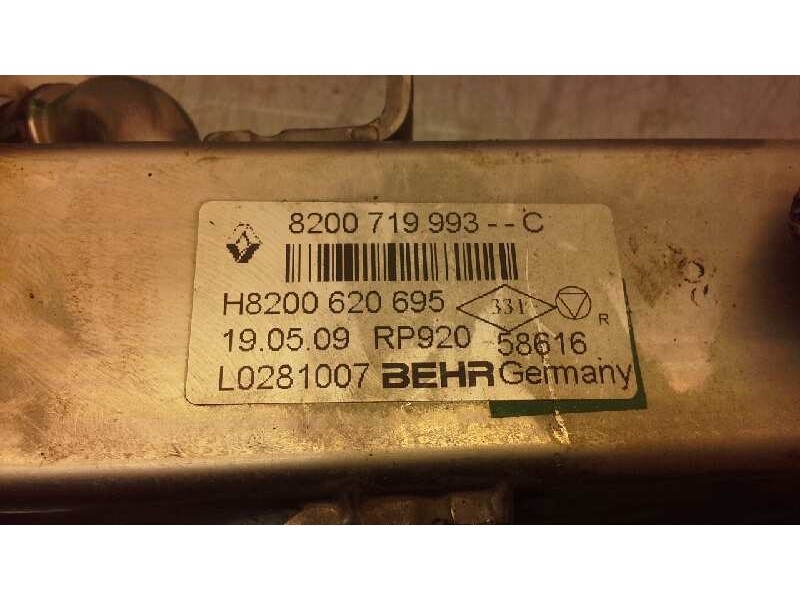 8200 719 993 - - C
H8200 620 695 331 R
19.05.09 RP920 58616
L0281007 BEHR Germany